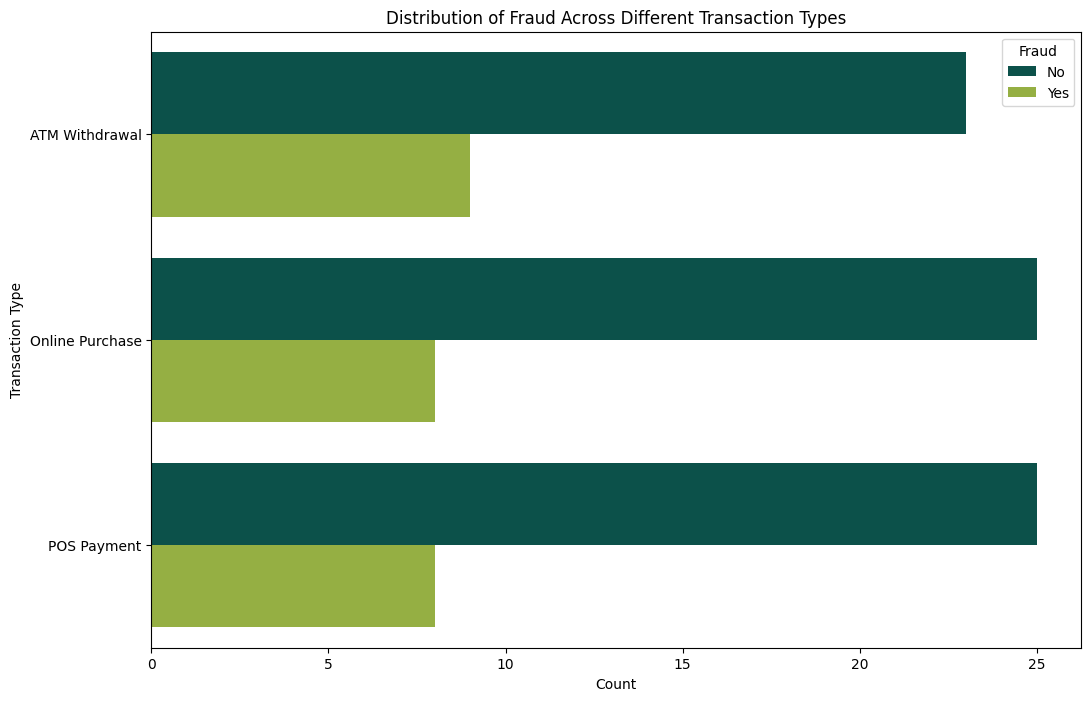 Distribution of Fraud Across Different Transaction Types
Fraud
No
Yes
ATM Withdrawal
Online Purchase
POS Payment
Transaction Type
0 5 10 15 20 25
Count